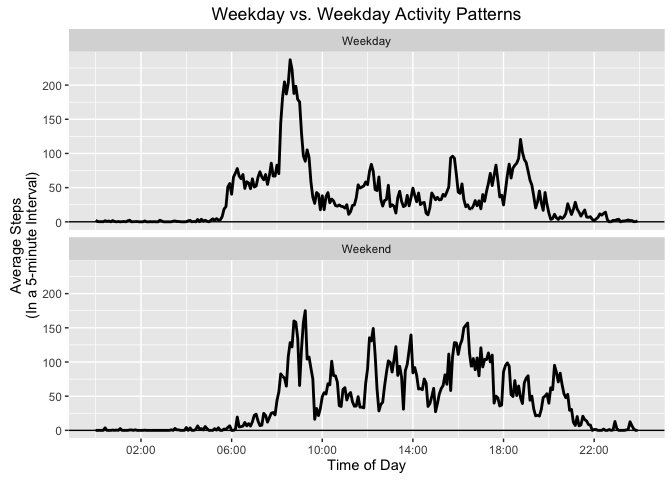 Weekday vs. Weekday Activity Patterns
Weekday
200
150
100
50
0
Average Steps
(In a 5-minute Interval)
Weekend
200
150
100
50
0
02:00 06:00 10:00 14:00 18:00 22:00
Time of Day